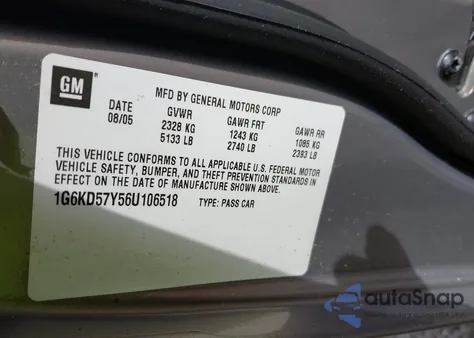 GM
MFD BY GENERAL MOTORS CORP
DATE GVWR GAWR FRT GAWR RR
08/05 2328 KG 1243 KG 1085 KG
5133 LB 2740 LB 2393 LB
THIS VEHICLE CONFORMS TO ALL APPLICABLE U.S. FEDERAL MOTOR
VEHICLE SAFETY, BUMPER, AND THEFT PREVENTION STANDARDS IN
EFFECT ON THE DATE OF MANUFACTURE SHOWN ABOVE.
1G6KD57Y56U106518 TYPE: PASS CAR
autoSnap